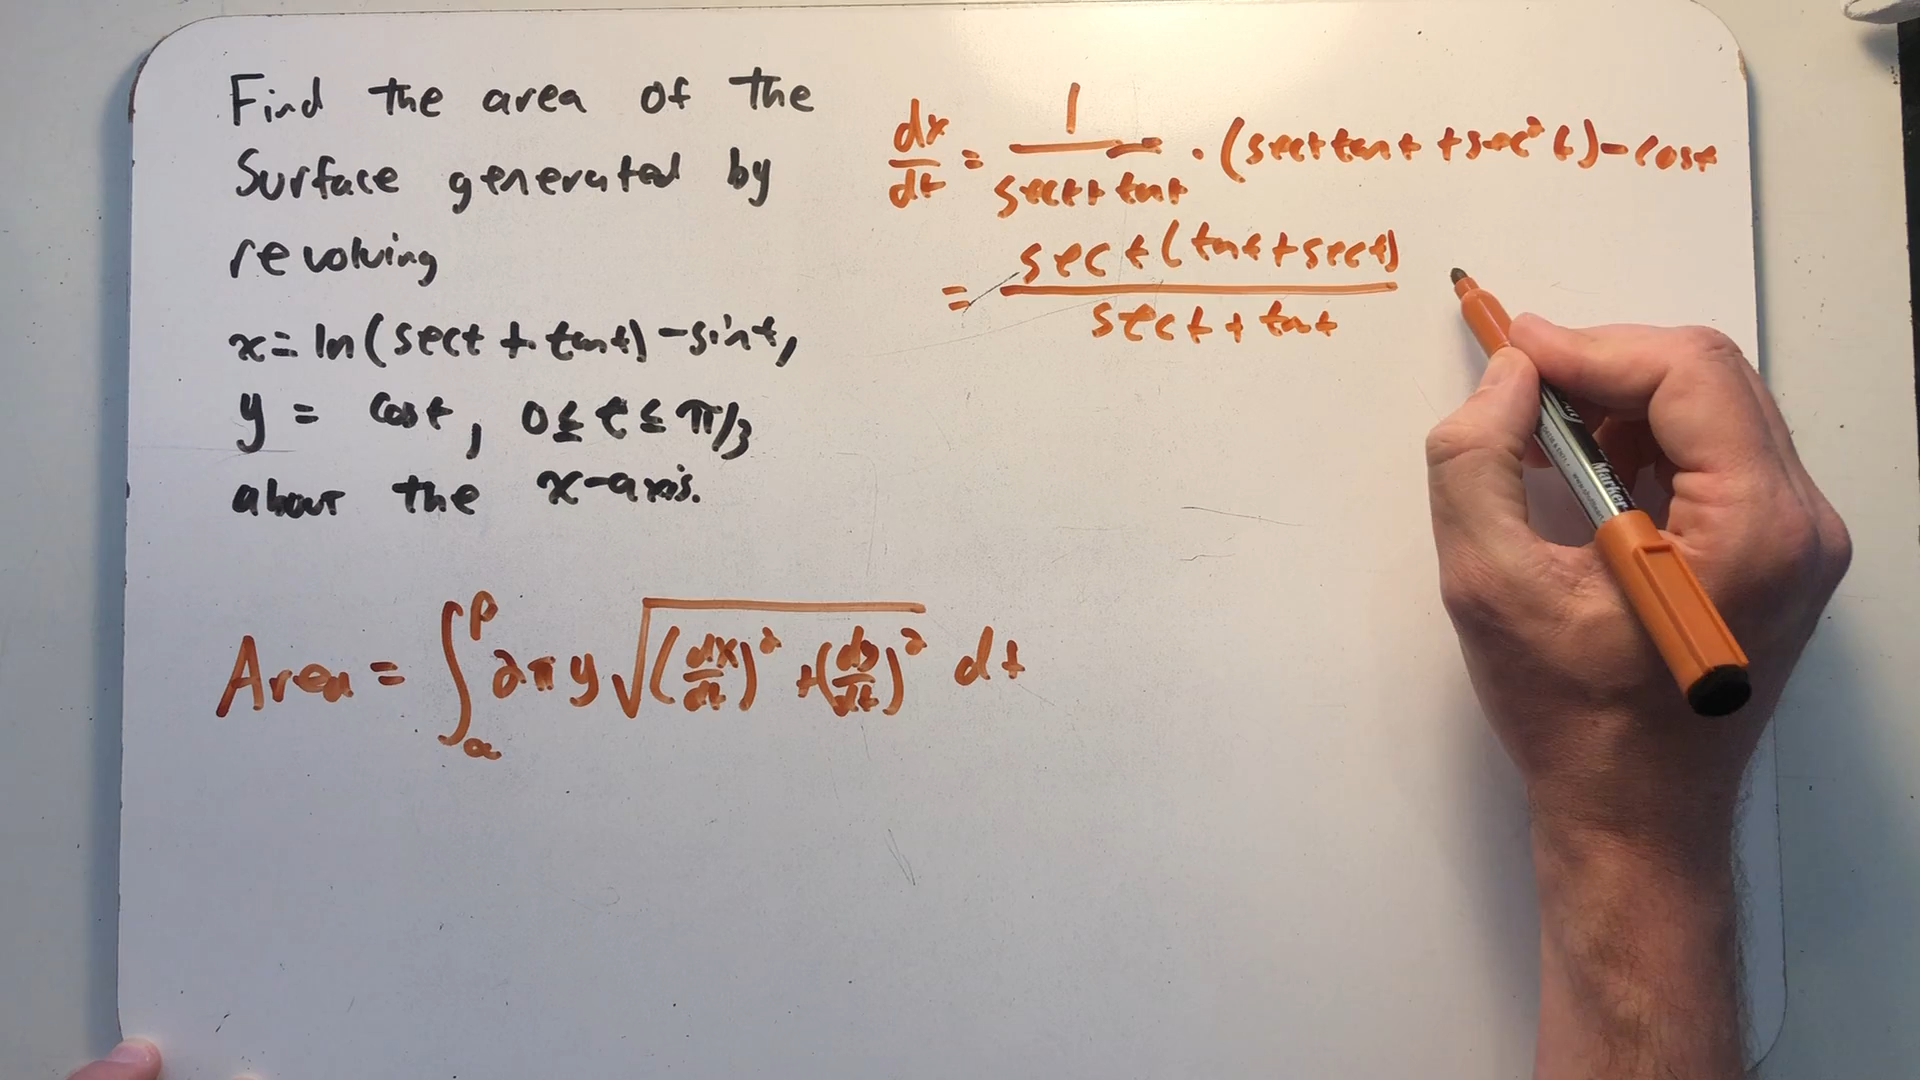 Find the area of the
Surface generated by
revolving
x = ln(sect + tant) - sint,
y = cost, 0 ≤ t ≤ π/3
about the x-axis.
dx/dt = 1/(sect + tant) · (sect tant + sec² t) - cost
= sect(tant + sect)/(sect + tant)
Area = ∫_α^β 2π y √((dx/dt)² + (dy/dt)²) dt
Marker